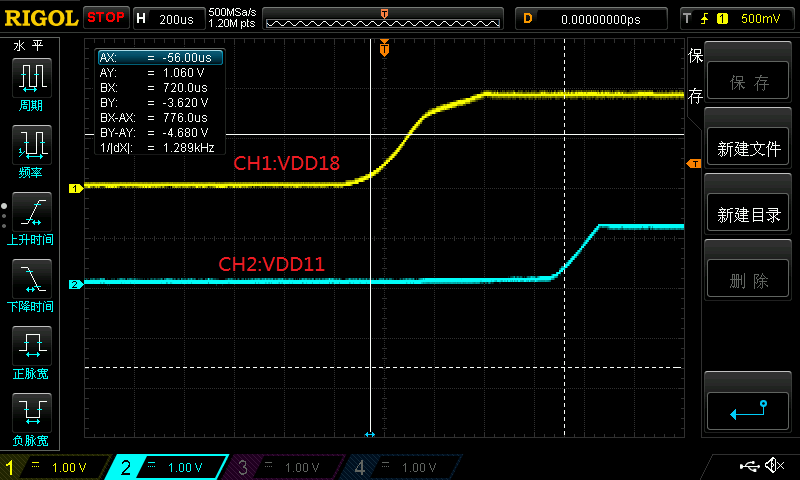 RIGOL STOP H 200us 500MSa/s 1.20M pts D 0.00000000ps T 1 500mV
T
水 平
周期
频率
上升时间
下降时间
正脉宽
负脉宽
AX: = -56.00us
AY: = 1.060 V
BX: = 720.0us
BY: = -3.620 V
BX-AX: = 776.0us
BY-AY: = -4.680 V
1/|dX|: = 1.289kHz
CH1:VDD18
CH2:VDD11
1
2
T
T
保存
保 存
新建文件
新建目录
删 除
1 = 1.00 V
2 = 1.00 V
3 = 1.00 V
4 = 1.00 V